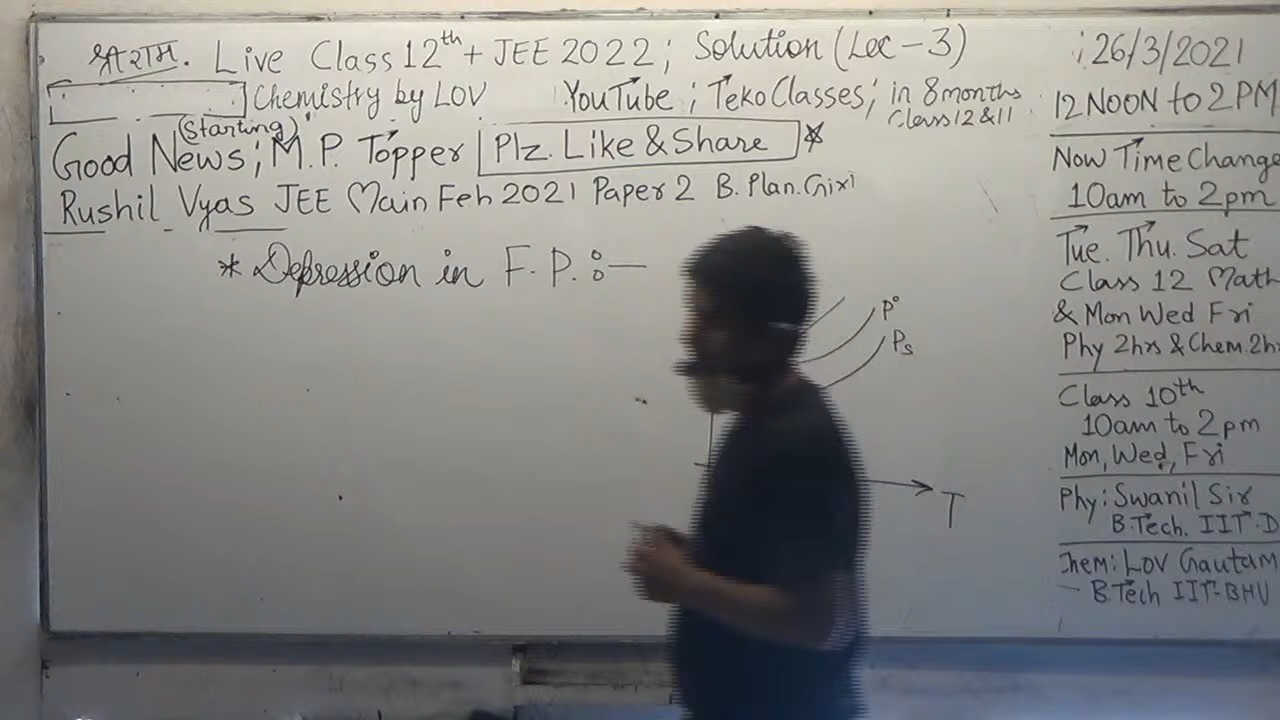 श्री राम. Live Class 12th + JEE 2022; Solution (Lec - 3)
Chemistry by LOV YouTube; TekoClasses; in 8 months
Class 12 & 11
(Starting)
Good News; M.P. Topper Plz. Like & Share *
Rushil Vyas JEE Main Feb 2021 Paper 2 B. Plan.
* Depression in F. P. :-
P°
Ps
T
26/3/2021
12 NOON to 2 PM
Now Time Change
10am to 2pm
Tue. Thu. Sat
Class 12 Math
& Mon Wed Fri
Phy 2hrs & Chem. 2h
Class 10th
10am to 2pm
Mon, Wed, Fri
Phy: Swanil Sir
B.Tech. IIT-D
Chem: Lov Gautam
B.Tech IIT-BHU